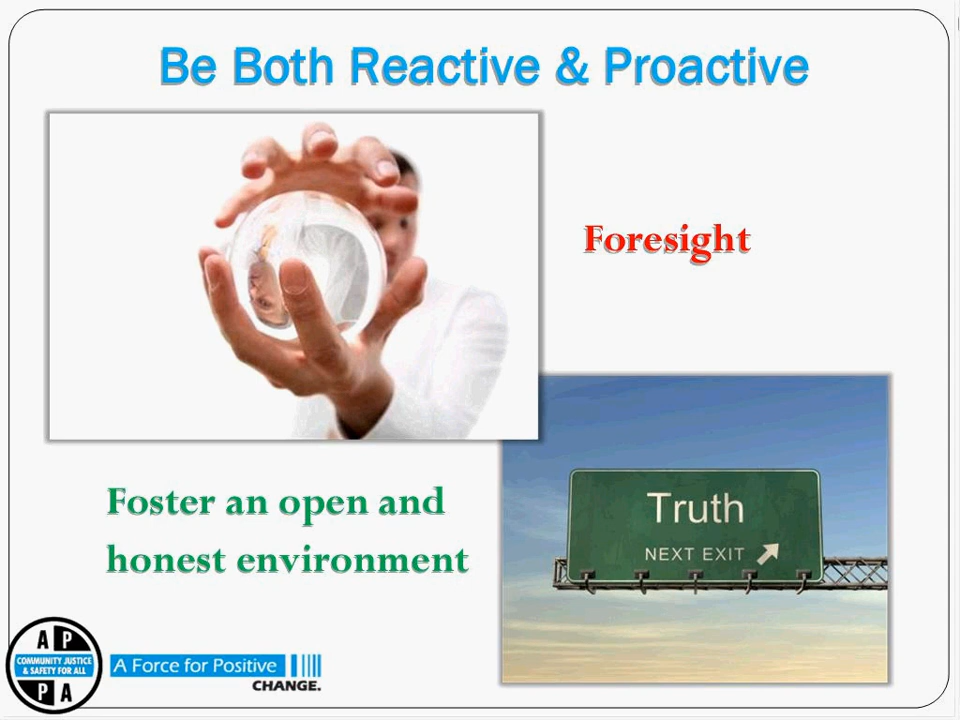 Be Both Reactive & Proactive
Foresight
Truth
NEXT EXIT
Foster an open and
honest environment
A P
COMMUNITY JUSTICE
& SAFETY FOR ALL
P A
A Force for Positive
CHANGE.